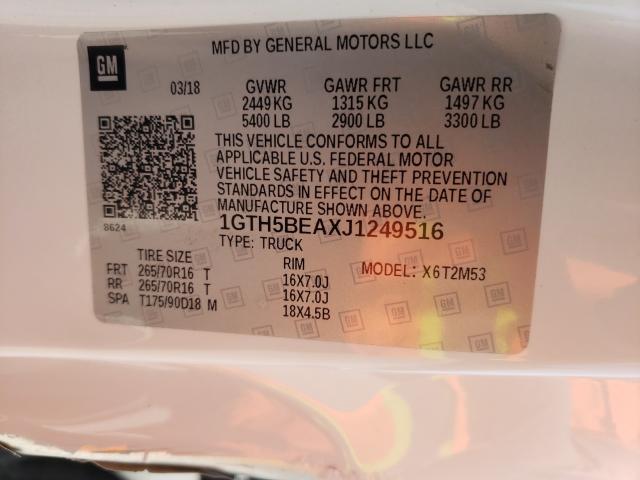 GM
MFD BY GENERAL MOTORS LLC
03/18 GVWR GAWR FRT GAWR RR
2449 KG 1315 KG 1497 KG
5400 LB 2900 LB 3300 LB
THIS VEHICLE CONFORMS TO ALL
APPLICABLE U.S. FEDERAL MOTOR
VEHICLE SAFETY AND THEFT PREVENTION
STANDARDS IN EFFECT ON THE DATE OF
MANUFACTURE SHOWN ABOVE.
8624
1GTH5BEAXJ1249516
TYPE: TRUCK
TIRE SIZE RIM MODEL: X6T2M53
FRT 265/70R16 T 16X7.0J
RR 265/70R16 T 16X7.0J
SPA T175/90D18 M 18X4.5B